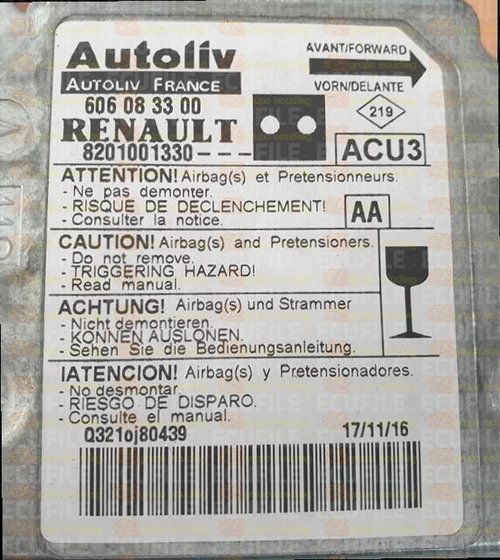 Autoliv
AUTOLIV FRANCE
AVANT/FORWARD
VORN/DELANTE
606 08 33 00
219
RENAULT
8201001330---
ACU3
ATTENTION! Airbag(s) et Pretensionneurs.
- Ne pas demonter.
- RISQUE DE DECLENCHEMENT!
- Consulter la notice.
AA
CAUTION! Airbag(s) and Pretensioners.
- Do not remove.
- TRIGGERING HAZARD!
- Read manual.
ACHTUNG! Airbag(s) und Strammer
- Nicht demontieren.
- KONNEN AUSLONEN.
- Sehen Sie die Bedienungsanleitung.
IATENCION! Airbag(s) y Pretensionadores.
- No desmontar.
- RIESGO DE DISPARO.
- Consulte el manual.
Q321oj80439
17/11/16